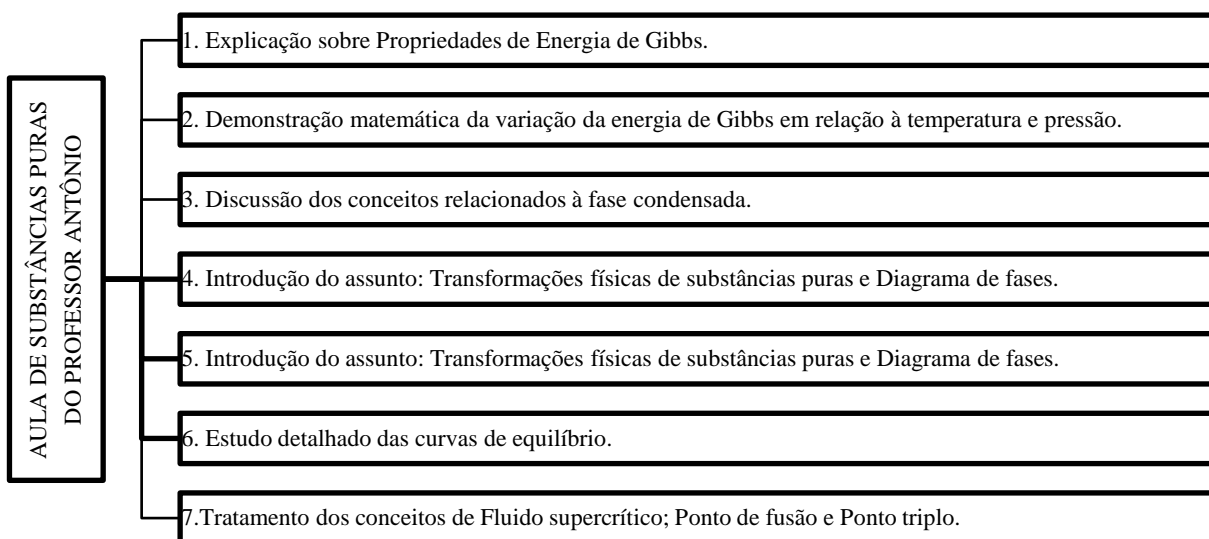 AULA DE SUBSTÂNCIAS PURAS
DO PROFESSOR ANTÔNIO
1. Explicação sobre Propriedades de Energia de Gibbs.
2. Demonstração matemática da variação da energia de Gibbs em relação à temperatura e pressão.
3. Discussão dos conceitos relacionados à fase condensada.
4. Introdução do assunto: Transformações físicas de substâncias puras e Diagrama de fases.
5. Introdução do assunto: Transformações físicas de substâncias puras e Diagrama de fases.
6. Estudo detalhado das curvas de equilíbrio.
7.Tratamento dos conceitos de Fluido supercrítico; Ponto de fusão e Ponto triplo.